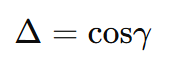 Δ = cosγ